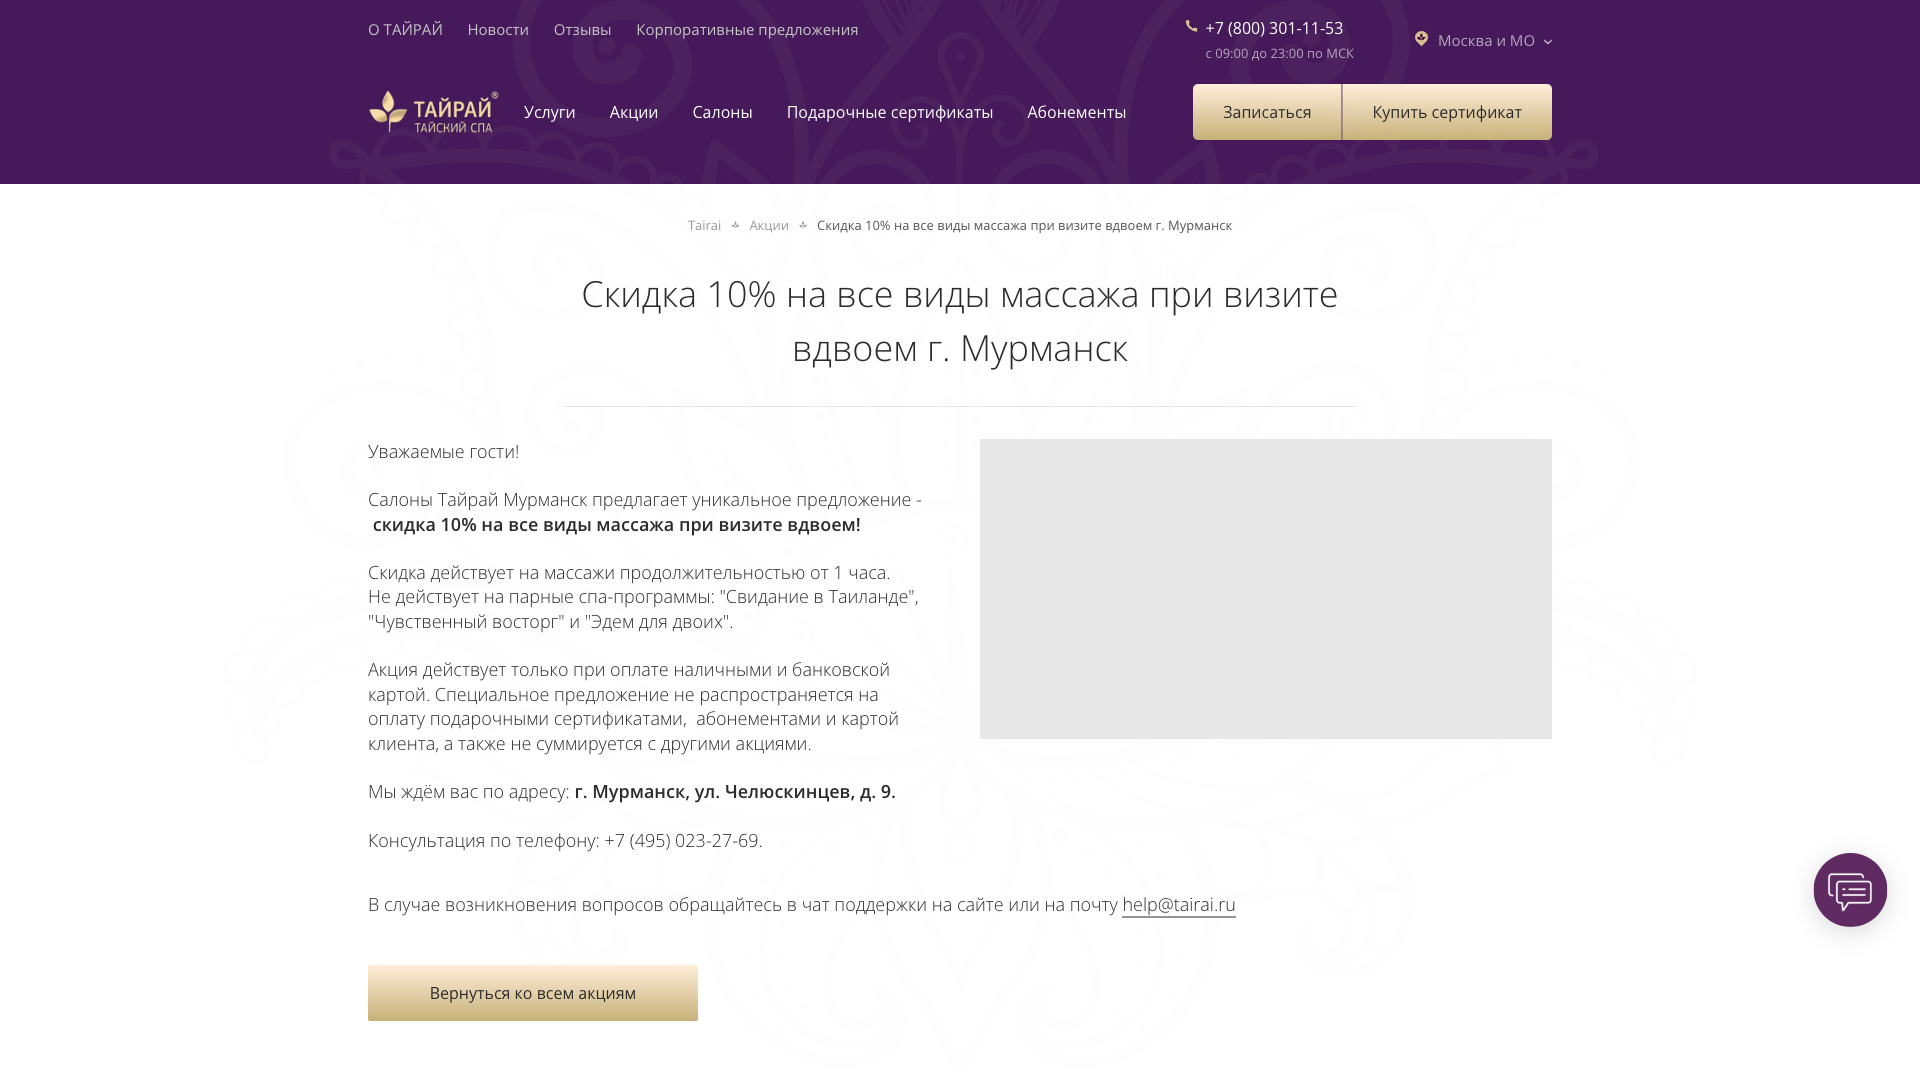 О ТАЙРАЙ Новости Отзывы Корпоративные предложения
+7 (800) 301-11-53
с 09:00 до 23:00 по МСК
Москва и МО
ТАЙРАЙ®
ТАЙСКИЙ СПА
Услуги Акции Салоны Подарочные сертификаты Абонементы
Записаться Купить сертификат
Tairai Акции Скидка 10% на все виды массажа при визите вдвоем г. Мурманск
Скидка 10% на все виды массажа при визите
вдвоем г. Мурманск
Уважаемые гости!
Салоны Тайрай Мурманск предлагает уникальное предложение -
скидка 10% на все виды массажа при визите вдвоем!
Скидка действует на массажи продолжительностью от 1 часа.
Не действует на парные спа-программы: "Свидание в Таиланде",
"Чувственный восторг" и "Эдем для двоих".
Акция действует только при оплате наличными и банковской
картой. Специальное предложение не распространяется на
оплату подарочными сертификатами, абонементами и картой
клиента, а также не суммируется с другими акциями.
Мы ждём вас по адресу: г. Мурманск, ул. Челюскинцев, д. 9.
Консультация по телефону: +7 (495) 023-27-69.
В случае возникновения вопросов обращайтесь в чат поддержки на сайте или на почту help@tairai.ru
Вернуться ко всем акциям